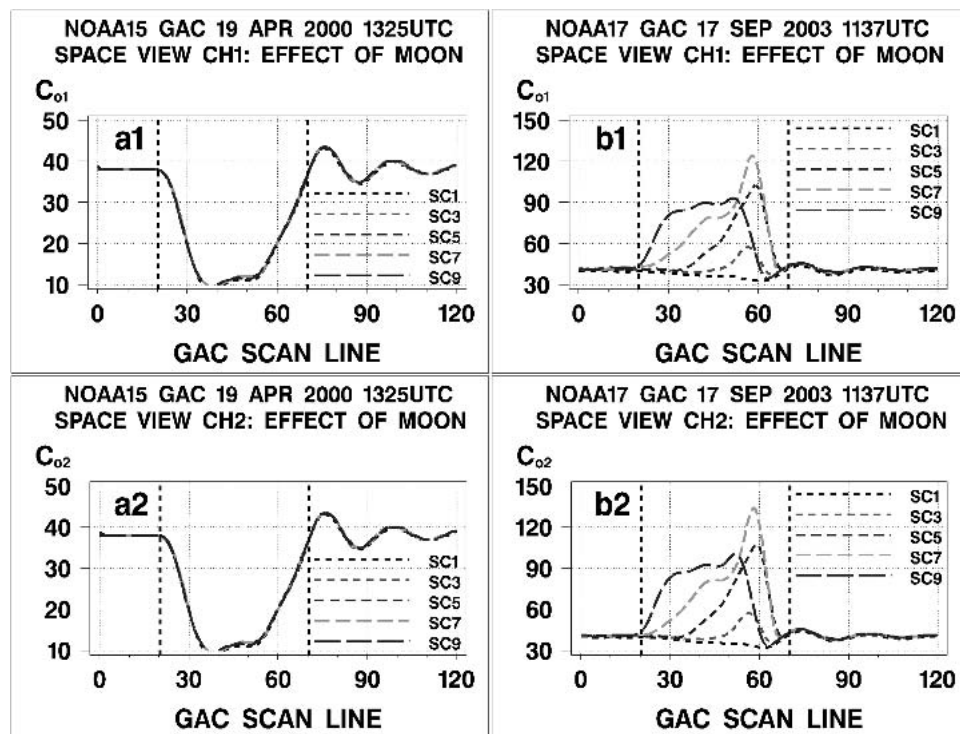 NOAA15 GAC 19 APR 2000 1325UTC
SPACE VIEW CH1: EFFECT OF MOON
Co1
50
40
30
20
10
a1
SC1
SC3
SC5
SC7
SC9
0 30 60 90 120
GAC SCAN LINE
NOAA17 GAC 17 SEP 2003 1137UTC
SPACE VIEW CH1: EFFECT OF MOON
Co1
150
120
90
60
30
b1
SC1
SC3
SC5
SC7
SC9
0 30 60 90 120
GAC SCAN LINE
NOAA15 GAC 19 APR 2000 1325UTC
SPACE VIEW CH2: EFFECT OF MOON
Co2
50
40
30
20
10
a2
SC1
SC3
SC5
SC7
SC9
0 30 60 90 120
GAC SCAN LINE
NOAA17 GAC 17 SEP 2003 1137UTC
SPACE VIEW CH2: EFFECT OF MOON
Co2
150
120
90
60
30
b2
SC1
SC3
SC5
SC7
SC9
0 30 60 90 120
GAC SCAN LINE